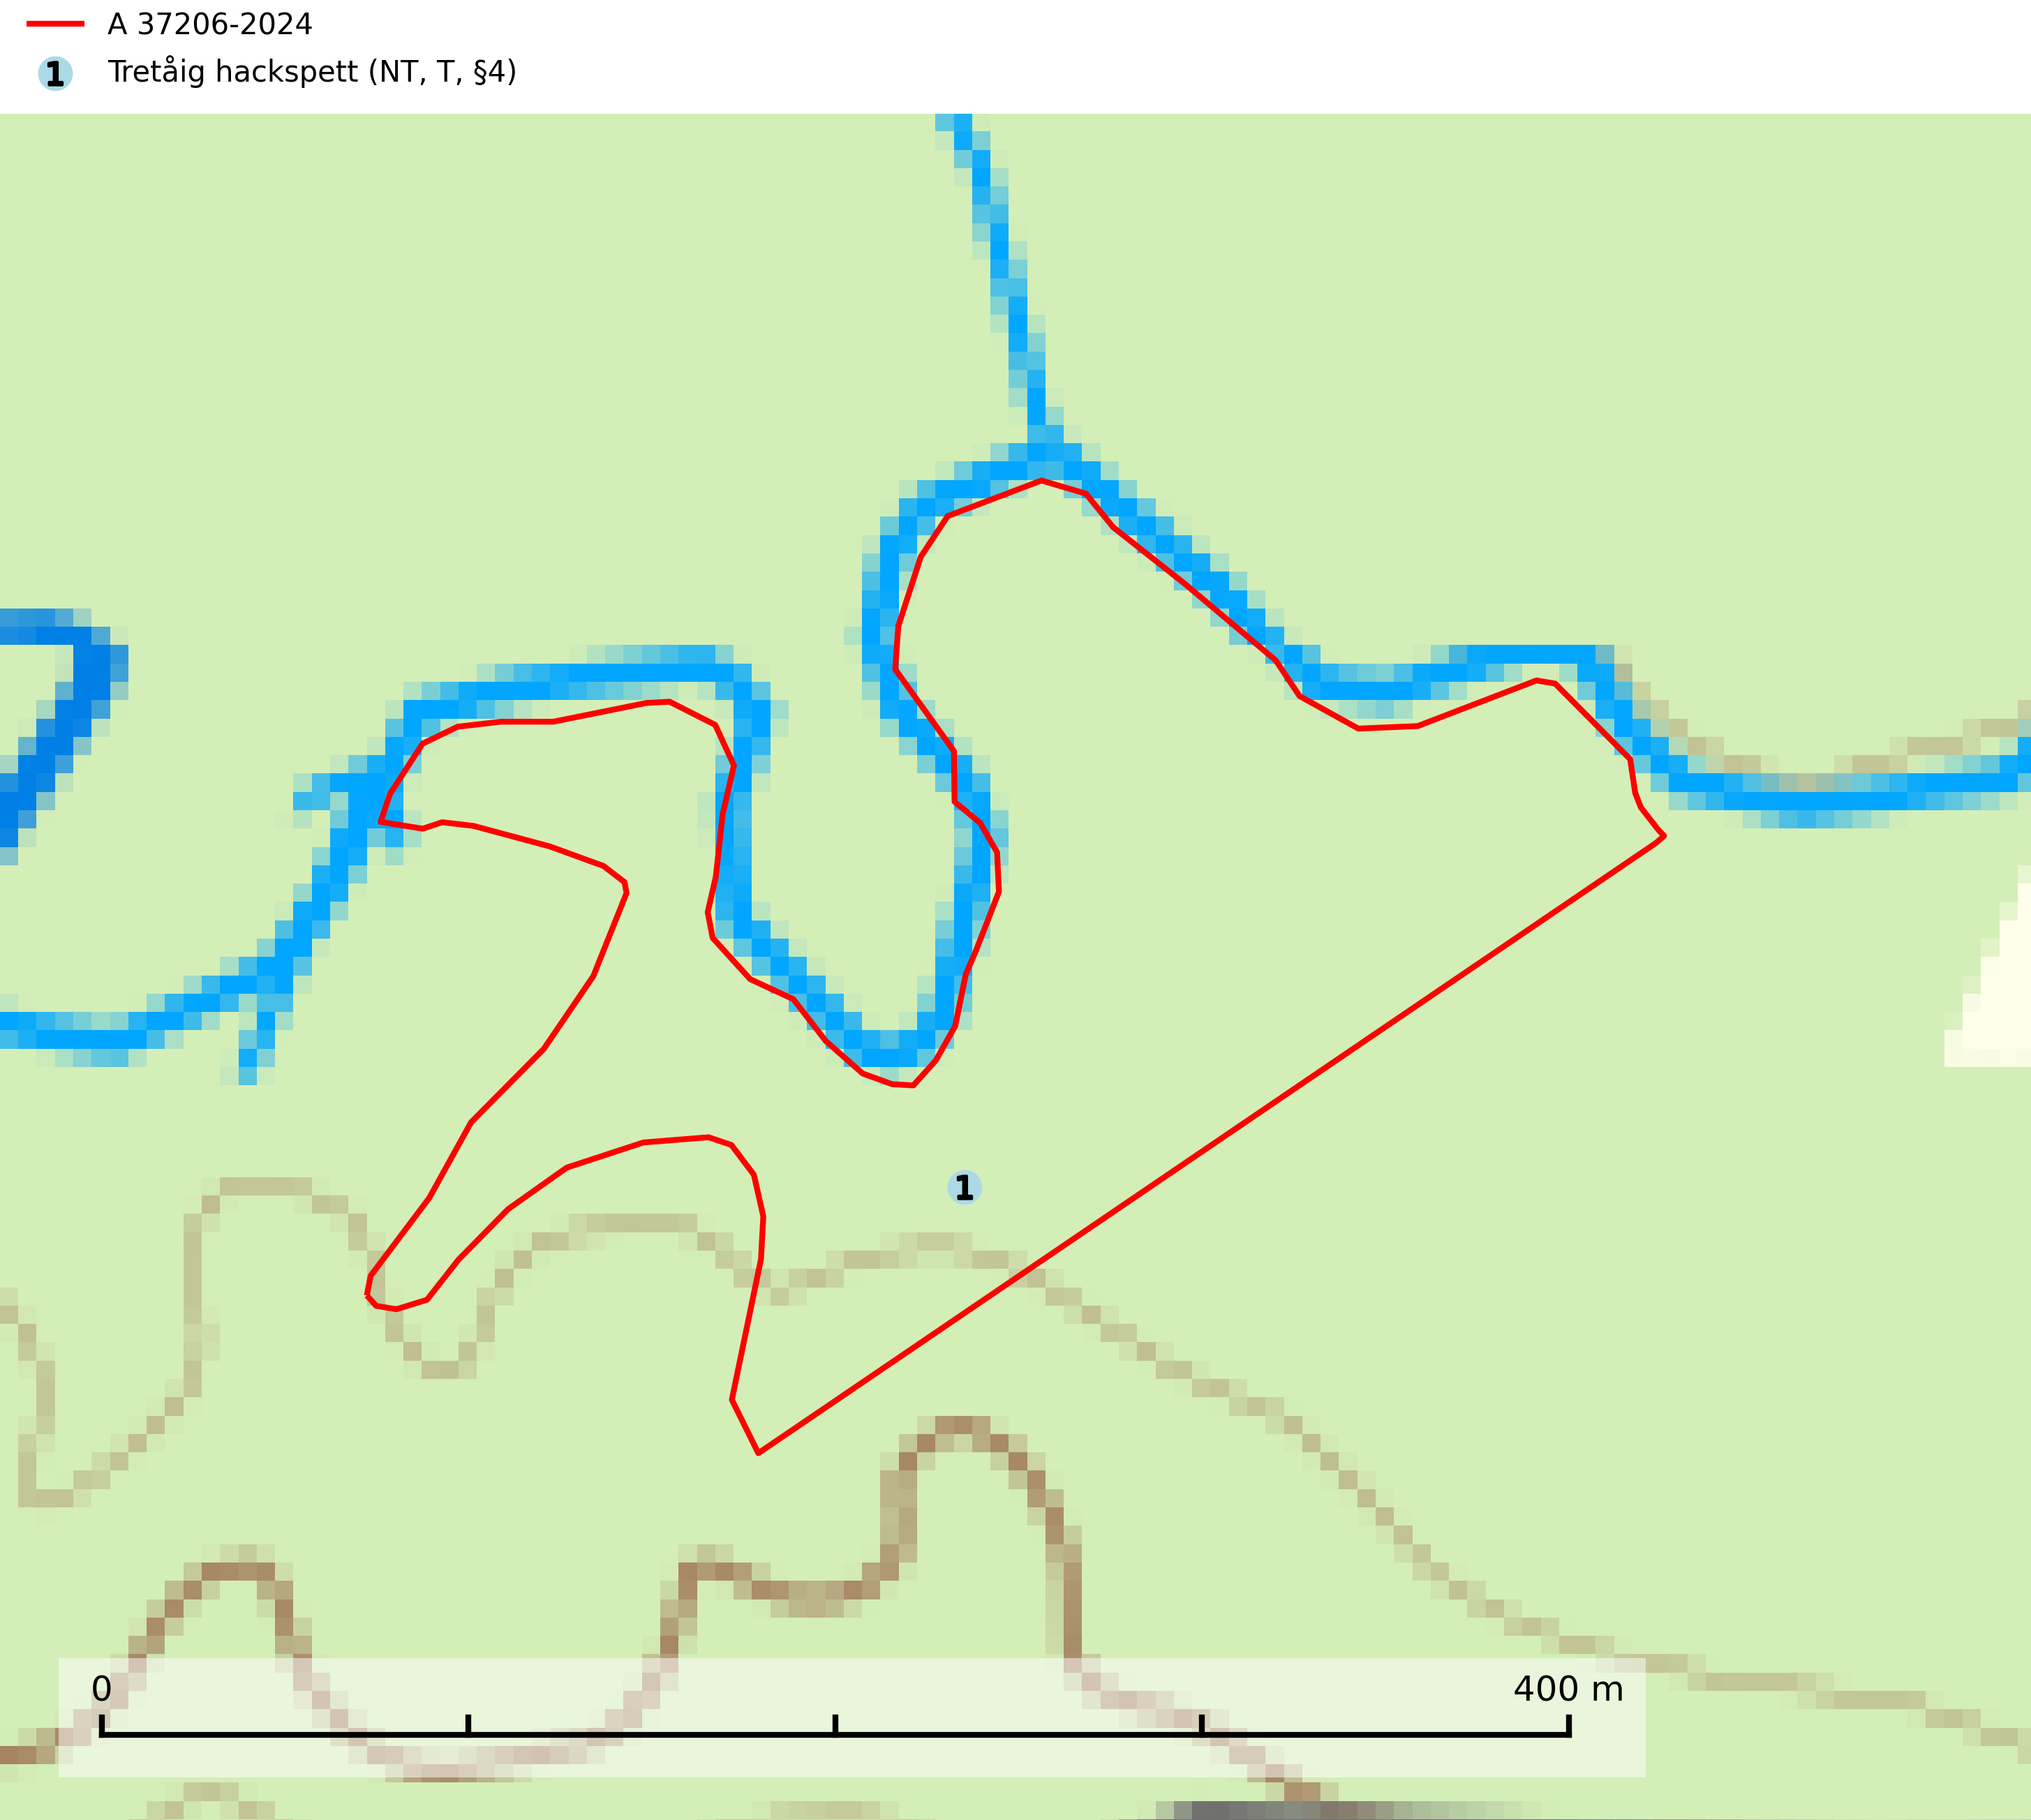 A 37206-2024
1 Tretåig hackspett (NT, T, §4)
1
0 400 m